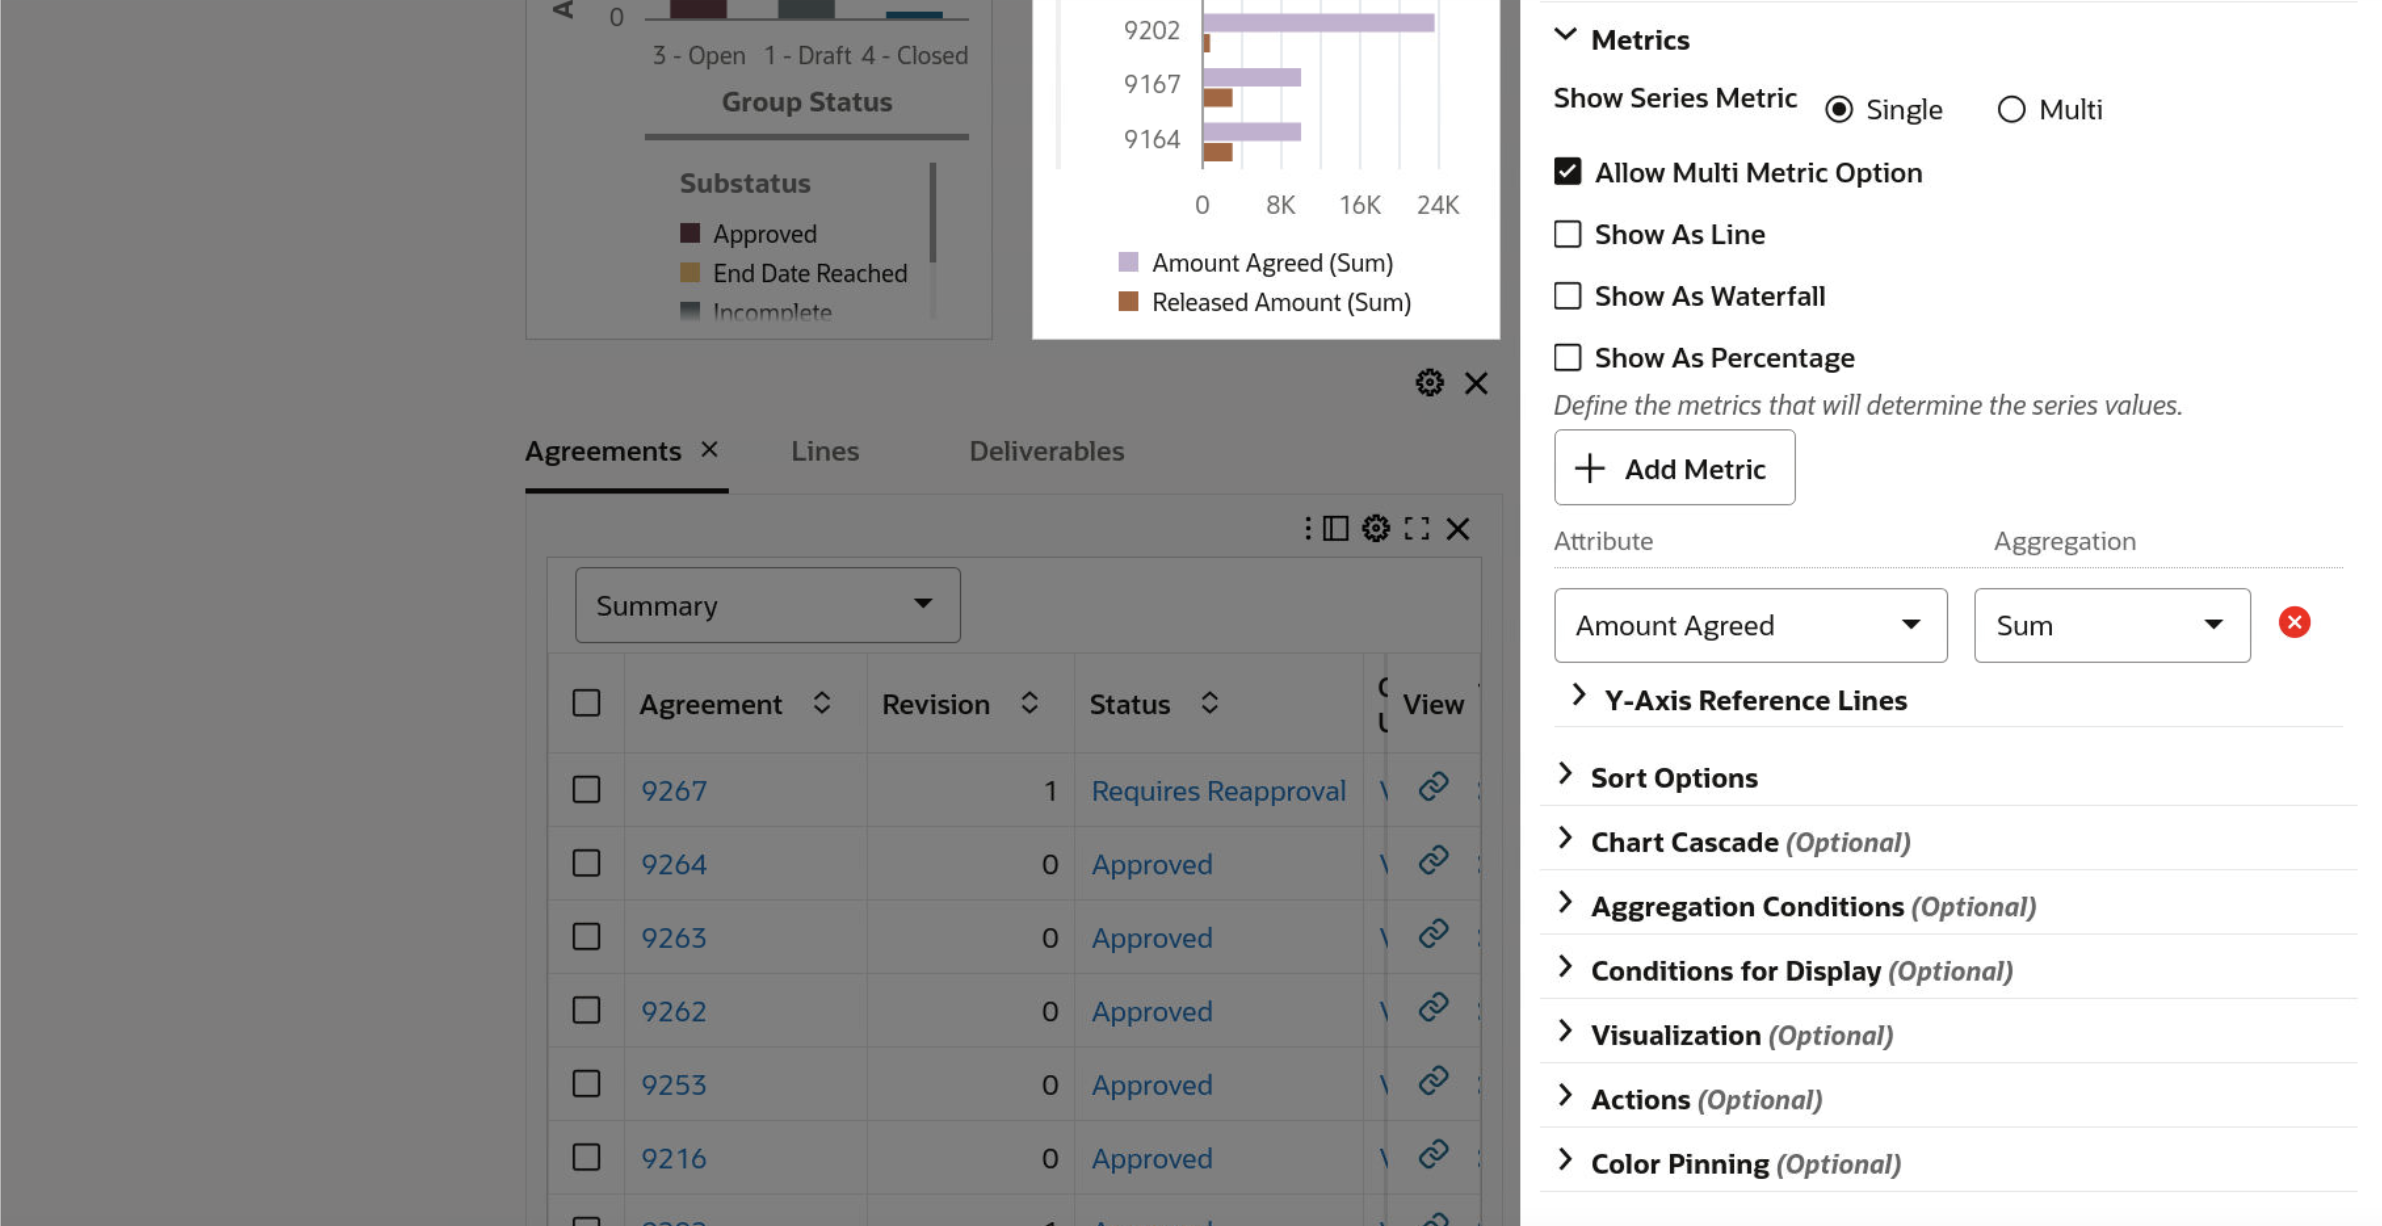 A
0
3 - Open 1 - Draft 4 - Closed
Group Status
Substatus
Approved
End Date Reached
Incomplete
9202
9167
9164
0 8K 16K 24K
Amount Agreed (Sum)
Released Amount (Sum)
Agreements Lines Deliverables
Summary
Agreement Revision Status View
9267 1 Requires Reapproval
9264 0 Approved
9263 0 Approved
9262 0 Approved
9253 0 Approved
9216 0 Approved
Metrics
Show Series Metric Single Multi
Allow Multi Metric Option
Show As Line
Show As Waterfall
Show As Percentage
Define the metrics that will determine the series values.
Add Metric
Attribute Aggregation
Amount Agreed Sum
Y-Axis Reference Lines
Sort Options
Chart Cascade (Optional)
Aggregation Conditions (Optional)
Conditions for Display (Optional)
Visualization (Optional)
Actions (Optional)
Color Pinning (Optional)